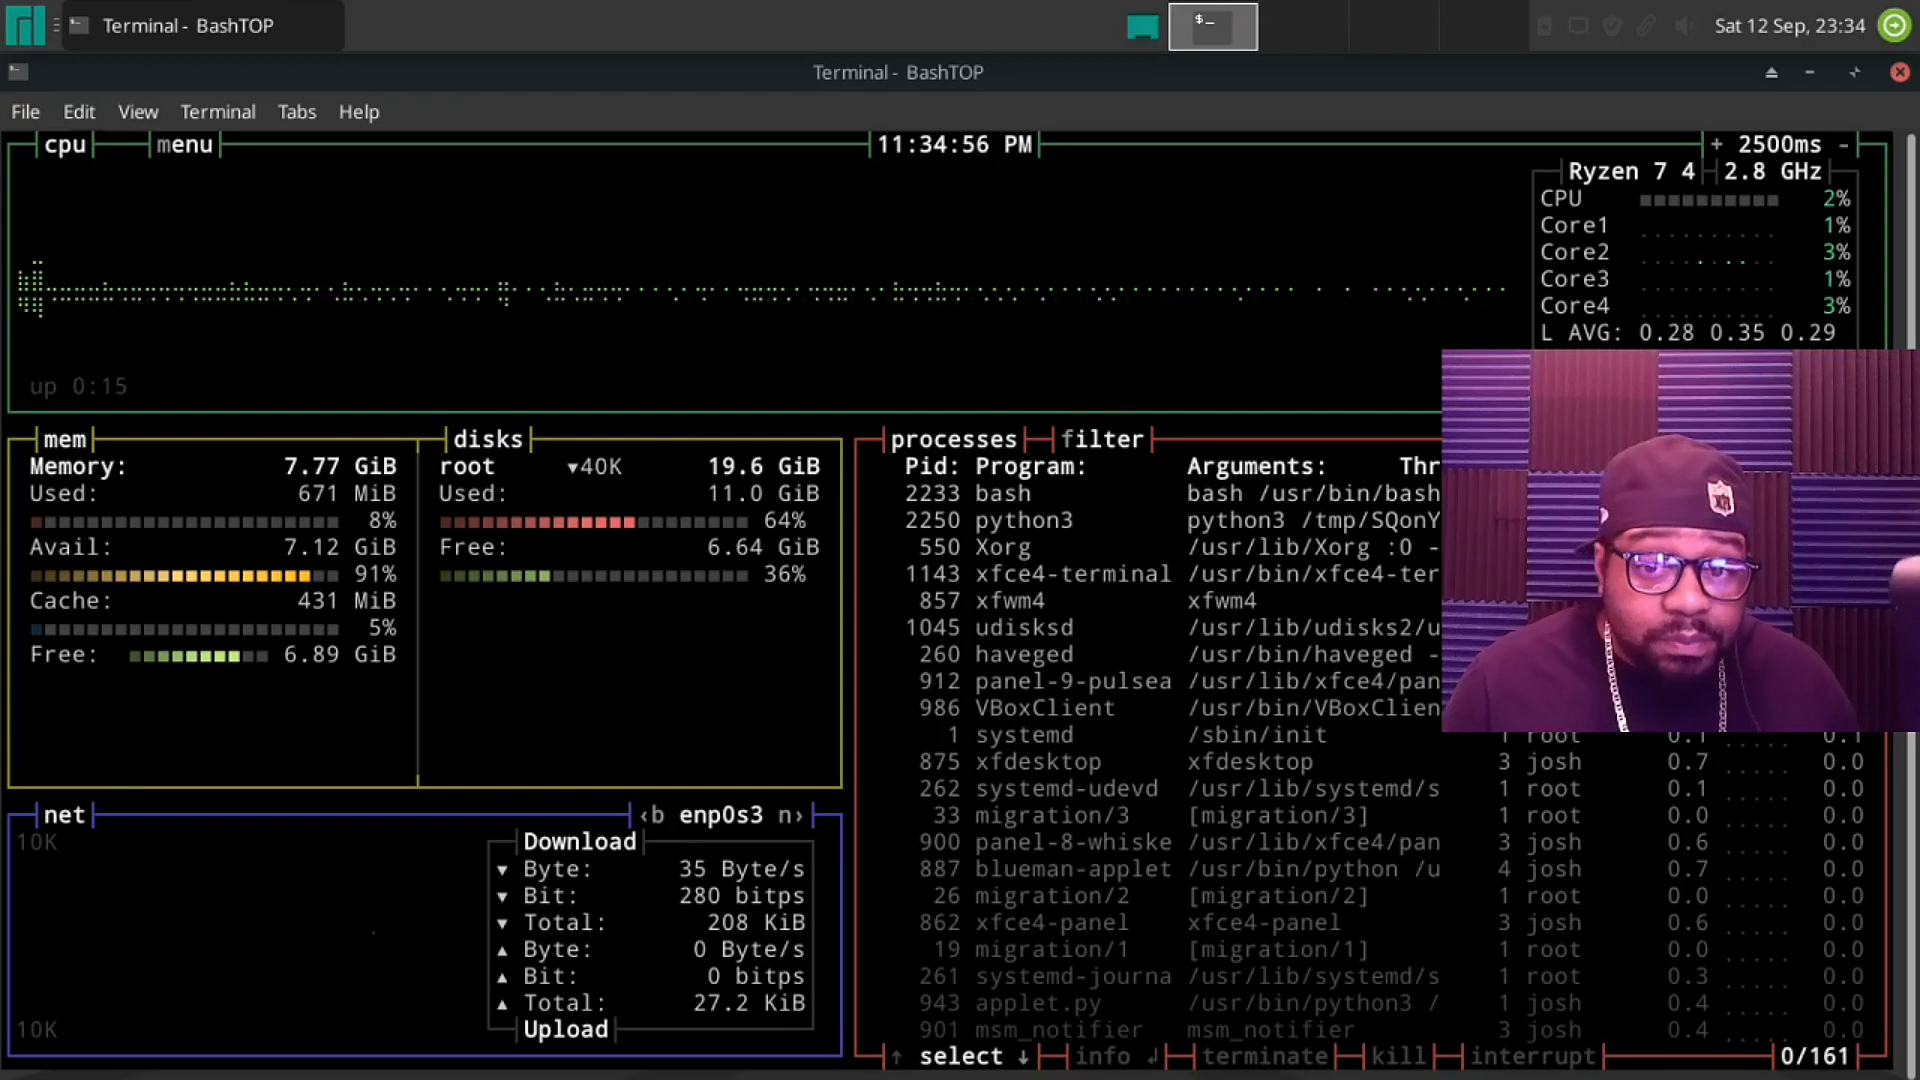 Terminal - BashTOP
$_
Sat 12 Sep, 23:34
Terminal - BashTOP
File Edit View Terminal Tabs Help
cpu menu 11:34:56 PM + 2500ms -
Ryzen 7 4 2.8 GHz
CPU 2%
Core1 1%
Core2 3%
Core3 1%
Core4 3%
L AVG: 0.28 0.35 0.29
up 0:15
mem
Memory: 7.77 GiB
Used: 671 MiB
8%
Avail: 7.12 GiB
91%
Cache: 431 MiB
5%
Free: 6.89 GiB
disks
root ▼40K 19.6 GiB
Used: 11.0 GiB
64%
Free: 6.64 GiB
36%
net ‹b enp0s3 n›
10K
Download
▼ Byte: 35 Byte/s
▼ Bit: 280 bitps
▼ Total: 208 KiB
▲ Byte: 0 Byte/s
▲ Bit: 0 bitps
▲ Total: 27.2 KiB
Upload
10K
processes filter
Pid: Program: Arguments: Thr
2233 bash bash /usr/bin/bash
2250 python3 python3 /tmp/SQonY
550 Xorg /usr/lib/Xorg :0 -
1143 xfce4-terminal /usr/bin/xfce4-ter
857 xfwm4 xfwm4
1045 udisksd /usr/lib/udisks2/u
260 haveged /usr/bin/haveged -
912 panel-9-pulsea /usr/lib/xfce4/pan
986 VBoxClient /usr/bin/VBoxClien
1 systemd /sbin/init 1 root 0.1 0.1
875 xfdesktop xfdesktop 3 josh 0.7 0.0
262 systemd-udevd /usr/lib/systemd/s 1 root 0.1 0.0
33 migration/3 [migration/3] 1 root 0.0 0.0
900 panel-8-whiske /usr/lib/xfce4/pan 3 josh 0.6 0.0
887 blueman-applet /usr/bin/python /u 4 josh 0.7 0.0
26 migration/2 [migration/2] 1 root 0.0 0.0
862 xfce4-panel xfce4-panel 3 josh 0.6 0.0
19 migration/1 [migration/1] 1 root 0.0 0.0
261 systemd-journa /usr/lib/systemd/s 1 root 0.3 0.0
943 applet.py /usr/bin/python3 / 1 josh 0.4 0.0
901 msm_notifier msm_notifier 3 josh 0.4 0.0
↑ select ↓ info ↲ terminate kill interrupt 0/161